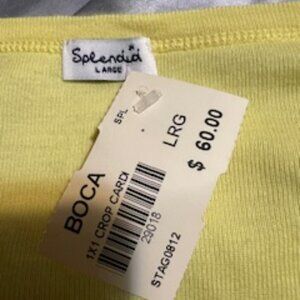 Splendid
LARGE
SPL
LRG
$ 60.00
BOCA
1X1 CROP CARDI
29018
STAG0812